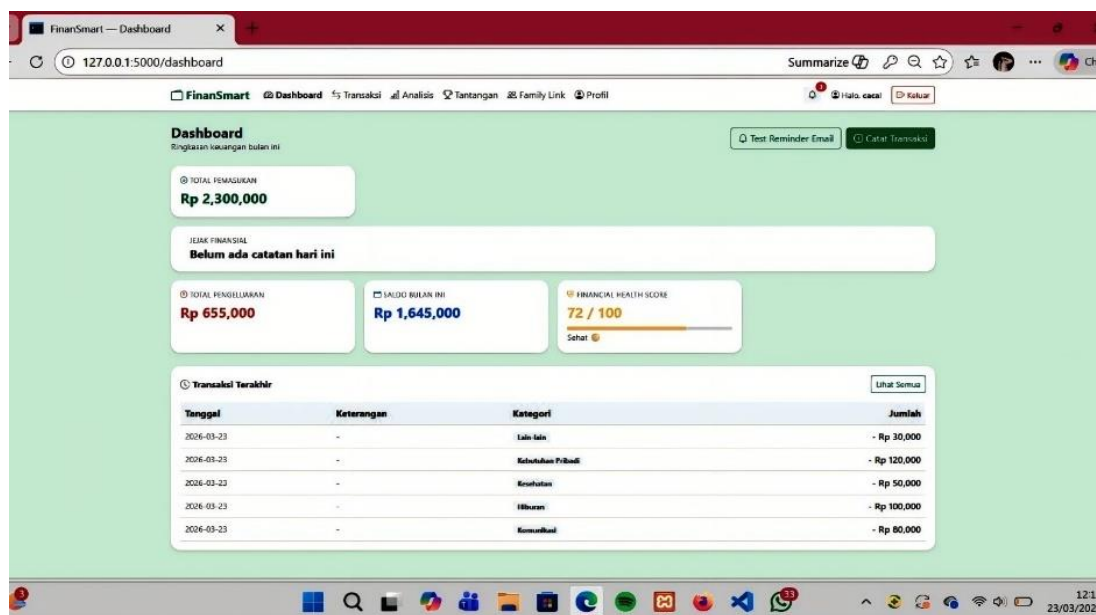 FinanSmart — Dashboard
127.0.0.1:5000/dashboard
Summarize
FinanSmart Dashboard Transaksi Analisis Tantangan Family Link Profil
Halo, caca! Keluar
Dashboard
Ringkasan keuangan bulan ini
Test Reminder Email
Catat Transaksi
TOTAL PEMASUKAN
Rp 2,300,000
JEJAK FINANSIAL
Belum ada catatan hari ini
TOTAL PENGELUARAN
Rp 655,000
SALDO BULAN INI
Rp 1,645,000
FINANCIAL HEALTH SCORE
72 / 100
Sehat
Transaksi Terakhir
Lihat Semua
Tanggal Keterangan Kategori Jumlah
2026-03-23 - Lain-lain - Rp 30,000
2026-03-23 - Kebutuhan Pribadi - Rp 120,000
2026-03-23 - Kesehatan - Rp 50,000
2026-03-23 - Hiburan - Rp 100,000
2026-03-23 - Komunikasi - Rp 80,000
3
33
12:1
23/03/202